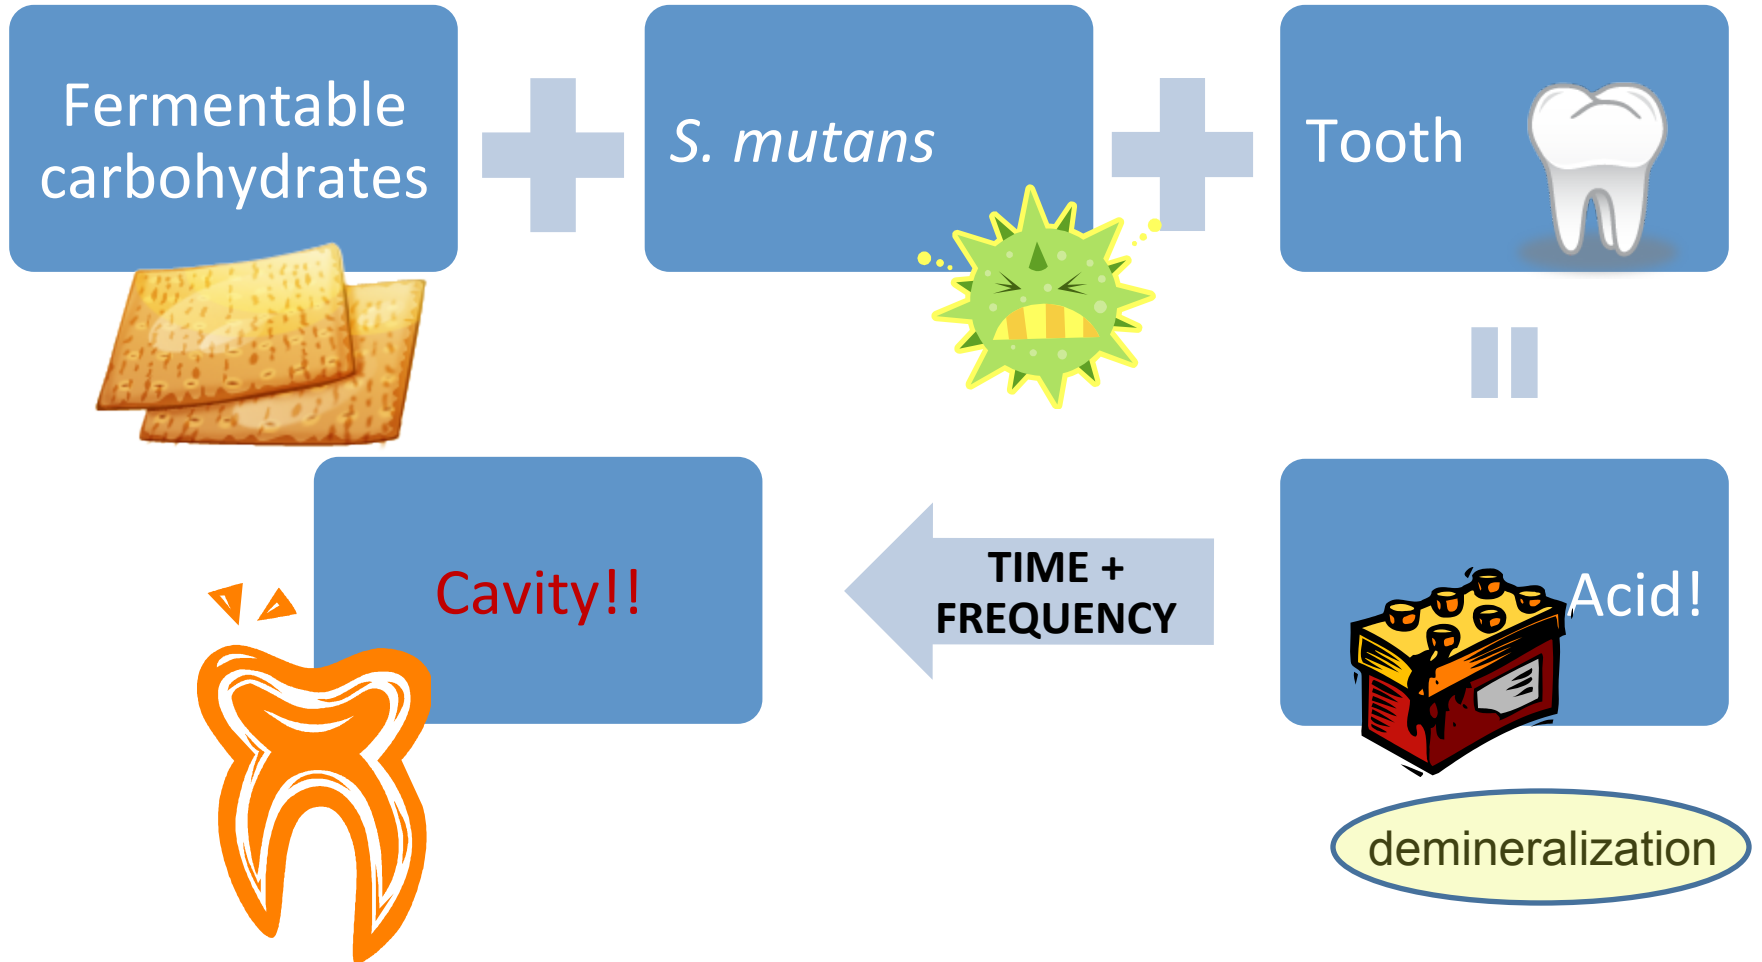 Fermentable
carbohydrates
S. mutans
Tooth
Acid!
demineralization
TIME +
FREQUENCY
Cavity!!